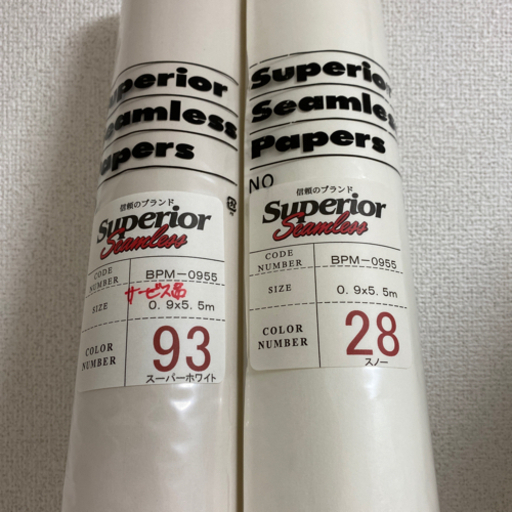 Superior
Seamless
Papers
信頼のブランド
Superior
Seamless
CODE NUMBER BPM-0955
サービス品
SIZE 0.9x5.5m
COLOR NUMBER 93
スーパーホワイト
Superior
Seamless
Papers
NO
信頼のブランド
Superior
Seamless
CODE NUMBER BPM-0955
SIZE 0.9x5.5m
COLOR NUMBER 28
スノー